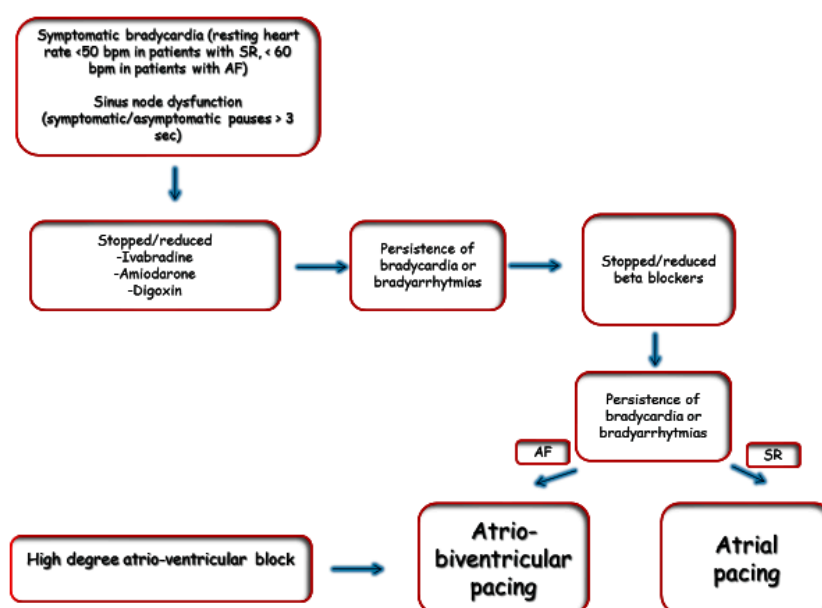 Symptomatic bradycardia (resting heart
rate <50 bpm in patients with SR, < 60
bpm in patients with AF)
Sinus node dysfunction
(symptomatic/asymptomatic pauses > 3
sec)
Stopped/reduced
-Ivabradine
-Amiodarone
-Digoxin
Persistence of
bradycardia or
bradyarrhytmias
Stopped/reduced
beta blockers
Persistence of
bradycardia or
bradyarrhytmias
AF
SR
High degree atrio-ventricular block
Atrio-
biventricular
pacing
Atrial
pacing